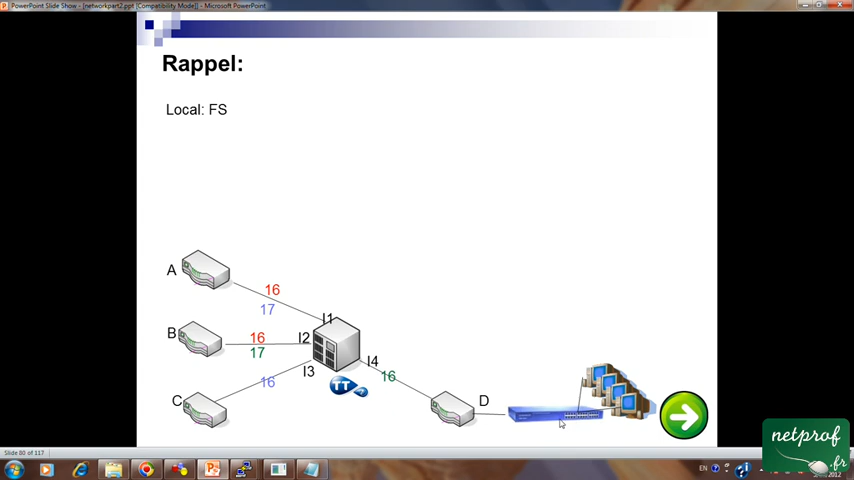 PowerPoint Slide Show - [networkpart2.ppt [Compatibility Mode]] - Microsoft PowerPoint
Rappel:
Local: FS
A
16
17
I1
B
16
17
I2
I3
I4
C
16
16
TT
D
netprof
.fr
Slide 80 of 117
EN